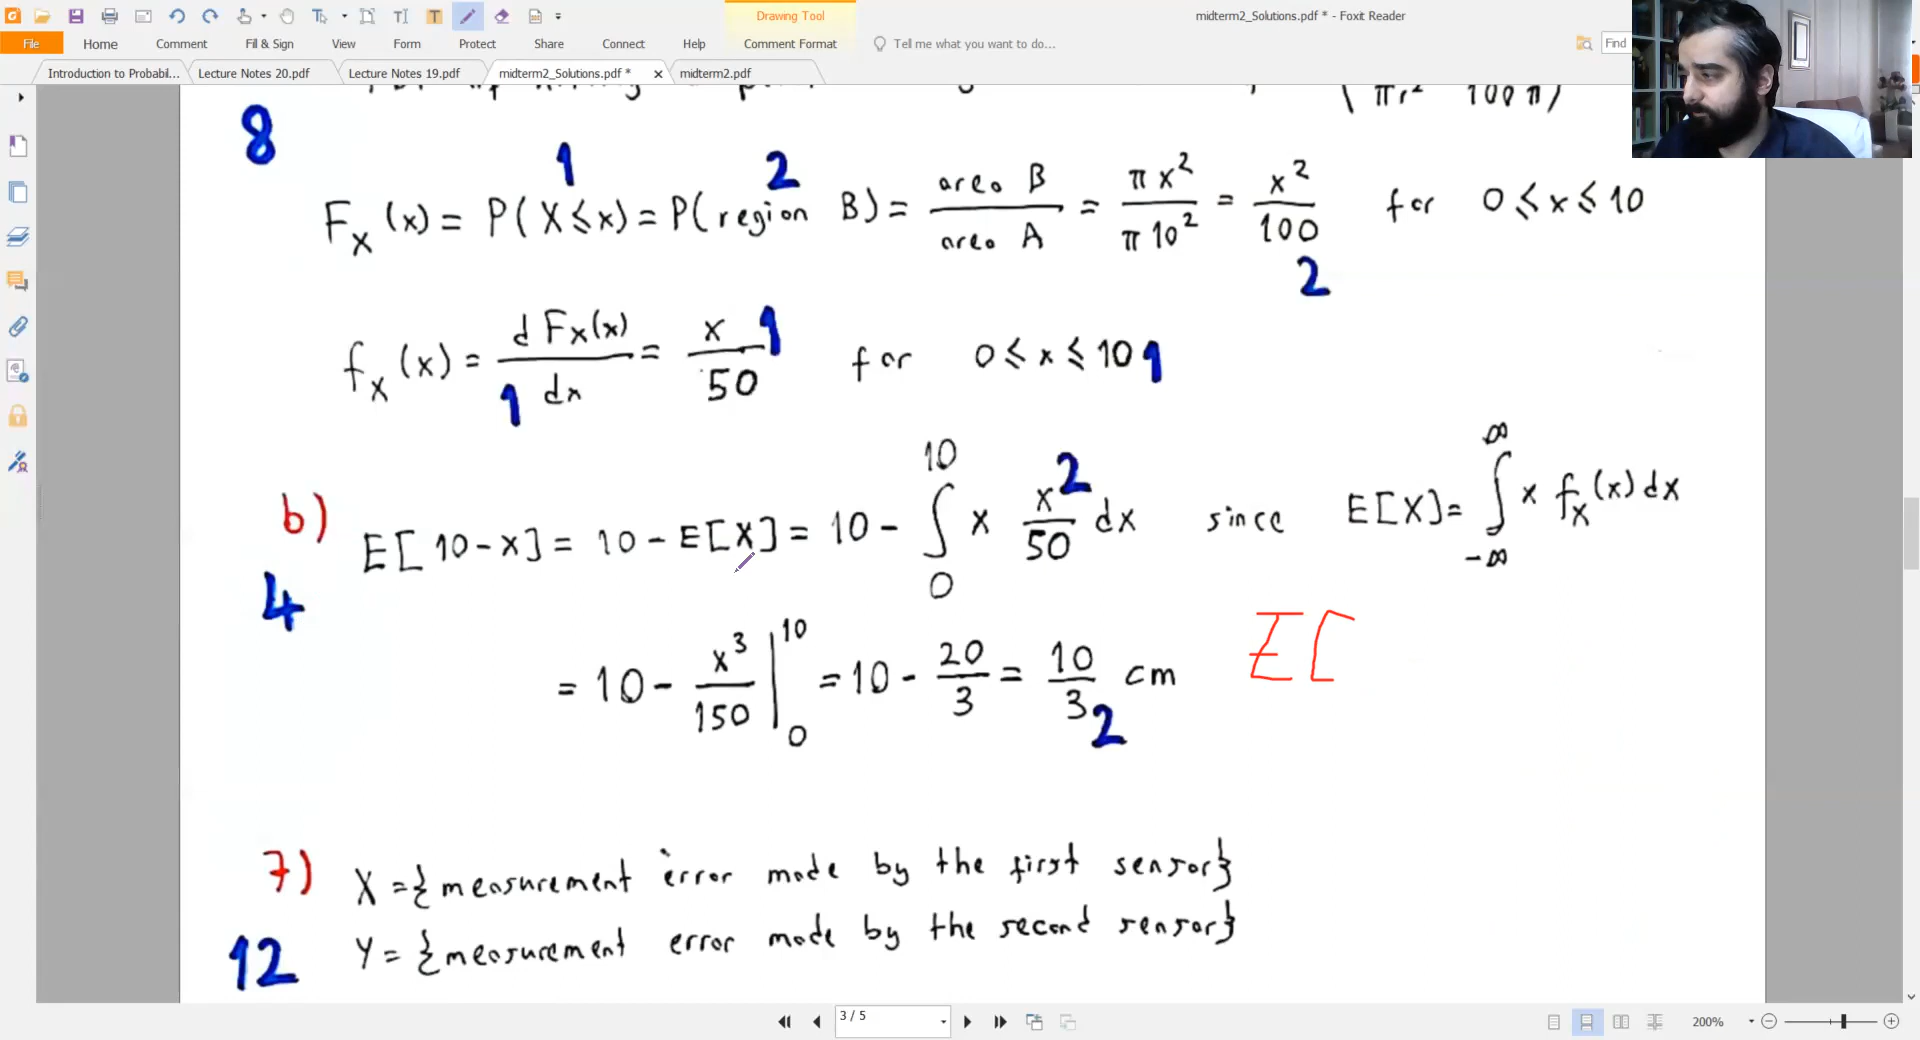 midterm2_Solutions.pdf * - Foxit Reader
Drawing Tool
File Home Comment Fill & Sign View Form Protect Share Connect Help Comment Format Tell me what you want to do... Find
Introduction to Probabil... Lecture Notes 20.pdf Lecture Notes 19.pdf midterm2_Solutions.pdf * midterm2.pdf
πr² 100π)
8
1 2
F_X(x) = P(X≤x) = P(region B) = area B / area A = πx² / π10² = x² / 100 for 0≤x≤10
2
f_X(x) = dF_X(x) / dx = x / 50 for 0≤x≤10
1 1 1
b) E[10-X] = 10 - E[X] = 10 - ∫₀¹⁰ x x/50 dx since E[X] = ∫_{-∞}^{∞} x f_X(x) dx
2
4
= 10 - x³/150 |₀¹⁰ = 10 - 20/3 = 10/3 cm E[
2
7) X = {measurement error made by the first sensor}
12 Y = {measurement error made by the second sensor}
3 / 5
200%